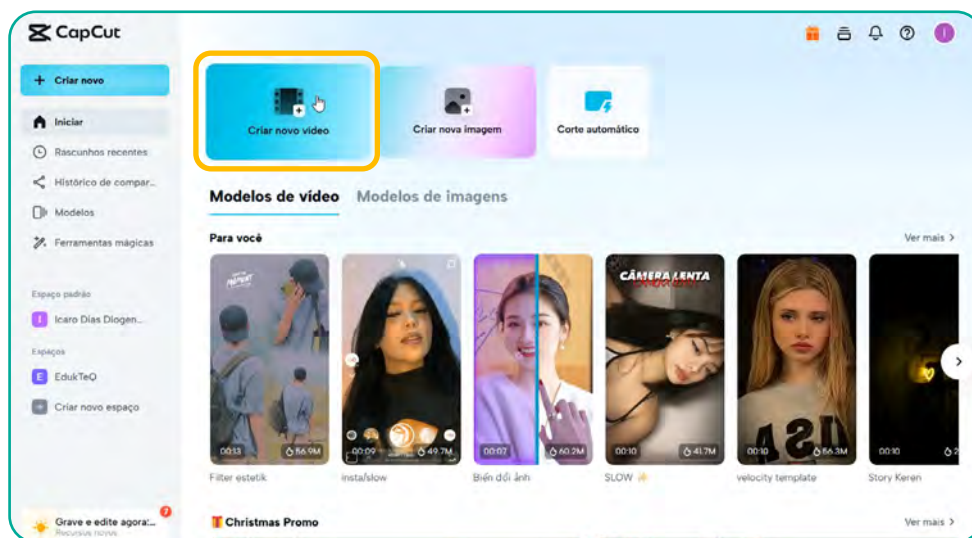 CapCut
+ Criar novo
Iniciar
Rascunhos recentes
Histórico de compar...
Modelos
Ferramentas mágicas
Espaço padrão
I Icaro Dias Diogen...
Espaços
E EdukTeQ
Criar novo espaço
Grave e edite agora:...
Recursos novos
7
I
Criar novo vídeo
Criar nova imagem
Corte automático
Modelos de vídeo Modelos de imagens
Para você Ver mais >
CÂMERA LENTA
USA
00:13 56.9M
00:09 49.7M
00:07 60.2M
00:10 41.7M
00:10 56.3M
00:10
Filter estetik
insta/slow
Biến đổi ảnh
SLOW
velocity template
Story Keren
Christmas Promo Ver mais >